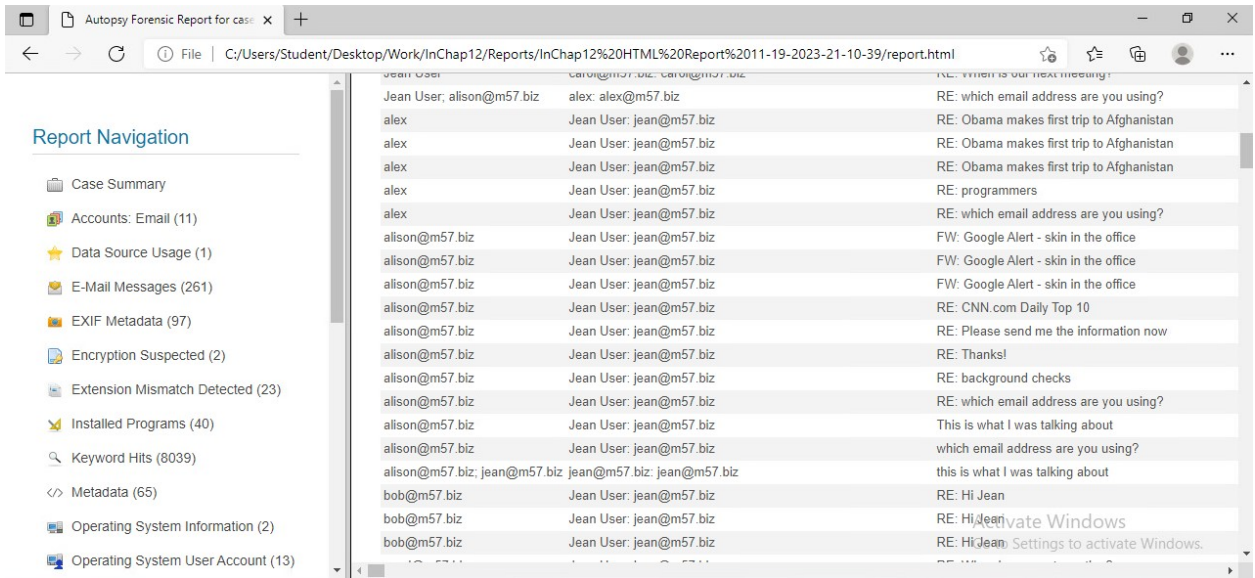 Autopsy Forensic Report for case
File | C:/Users/Student/Desktop/Work/InChap12/Reports/InChap12%20HTML%20Report%2011-19-2023-21-10-39/report.html
Report Navigation
Case Summary
Accounts: Email (11)
Data Source Usage (1)
E-Mail Messages (261)
EXIF Metadata (97)
Encryption Suspected (2)
Extension Mismatch Detected (23)
Installed Programs (40)
Keyword Hits (8039)
</> Metadata (65)
Operating System Information (2)
Operating System User Account (13)
Jean User carol@m57.biz: carol@m57.biz RE: When is our next meeting?
Jean User; alison@m57.biz alex: alex@m57.biz RE: which email address are you using?
alex Jean User: jean@m57.biz RE: Obama makes first trip to Afghanistan
alex Jean User: jean@m57.biz RE: Obama makes first trip to Afghanistan
alex Jean User: jean@m57.biz RE: Obama makes first trip to Afghanistan
alex Jean User: jean@m57.biz RE: programmers
alex Jean User: jean@m57.biz RE: which email address are you using?
alison@m57.biz Jean User: jean@m57.biz FW: Google Alert - skin in the office
alison@m57.biz Jean User: jean@m57.biz FW: Google Alert - skin in the office
alison@m57.biz Jean User: jean@m57.biz FW: Google Alert - skin in the office
alison@m57.biz Jean User: jean@m57.biz RE: CNN.com Daily Top 10
alison@m57.biz Jean User: jean@m57.biz RE: Please send me the information now
alison@m57.biz Jean User: jean@m57.biz RE: Thanks!
alison@m57.biz Jean User: jean@m57.biz RE: background checks
alison@m57.biz Jean User: jean@m57.biz RE: which email address are you using?
alison@m57.biz Jean User: jean@m57.biz This is what I was talking about
alison@m57.biz Jean User: jean@m57.biz which email address are you using?
alison@m57.biz; jean@m57.biz jean@m57.biz: jean@m57.biz this is what I was talking about
bob@m57.biz Jean User: jean@m57.biz RE: Hi Jean
bob@m57.biz Jean User: jean@m57.biz RE: Hi Jean
bob@m57.biz Jean User: jean@m57.biz RE: Hi Jean
Activate Windows
Go to Settings to activate Windows.